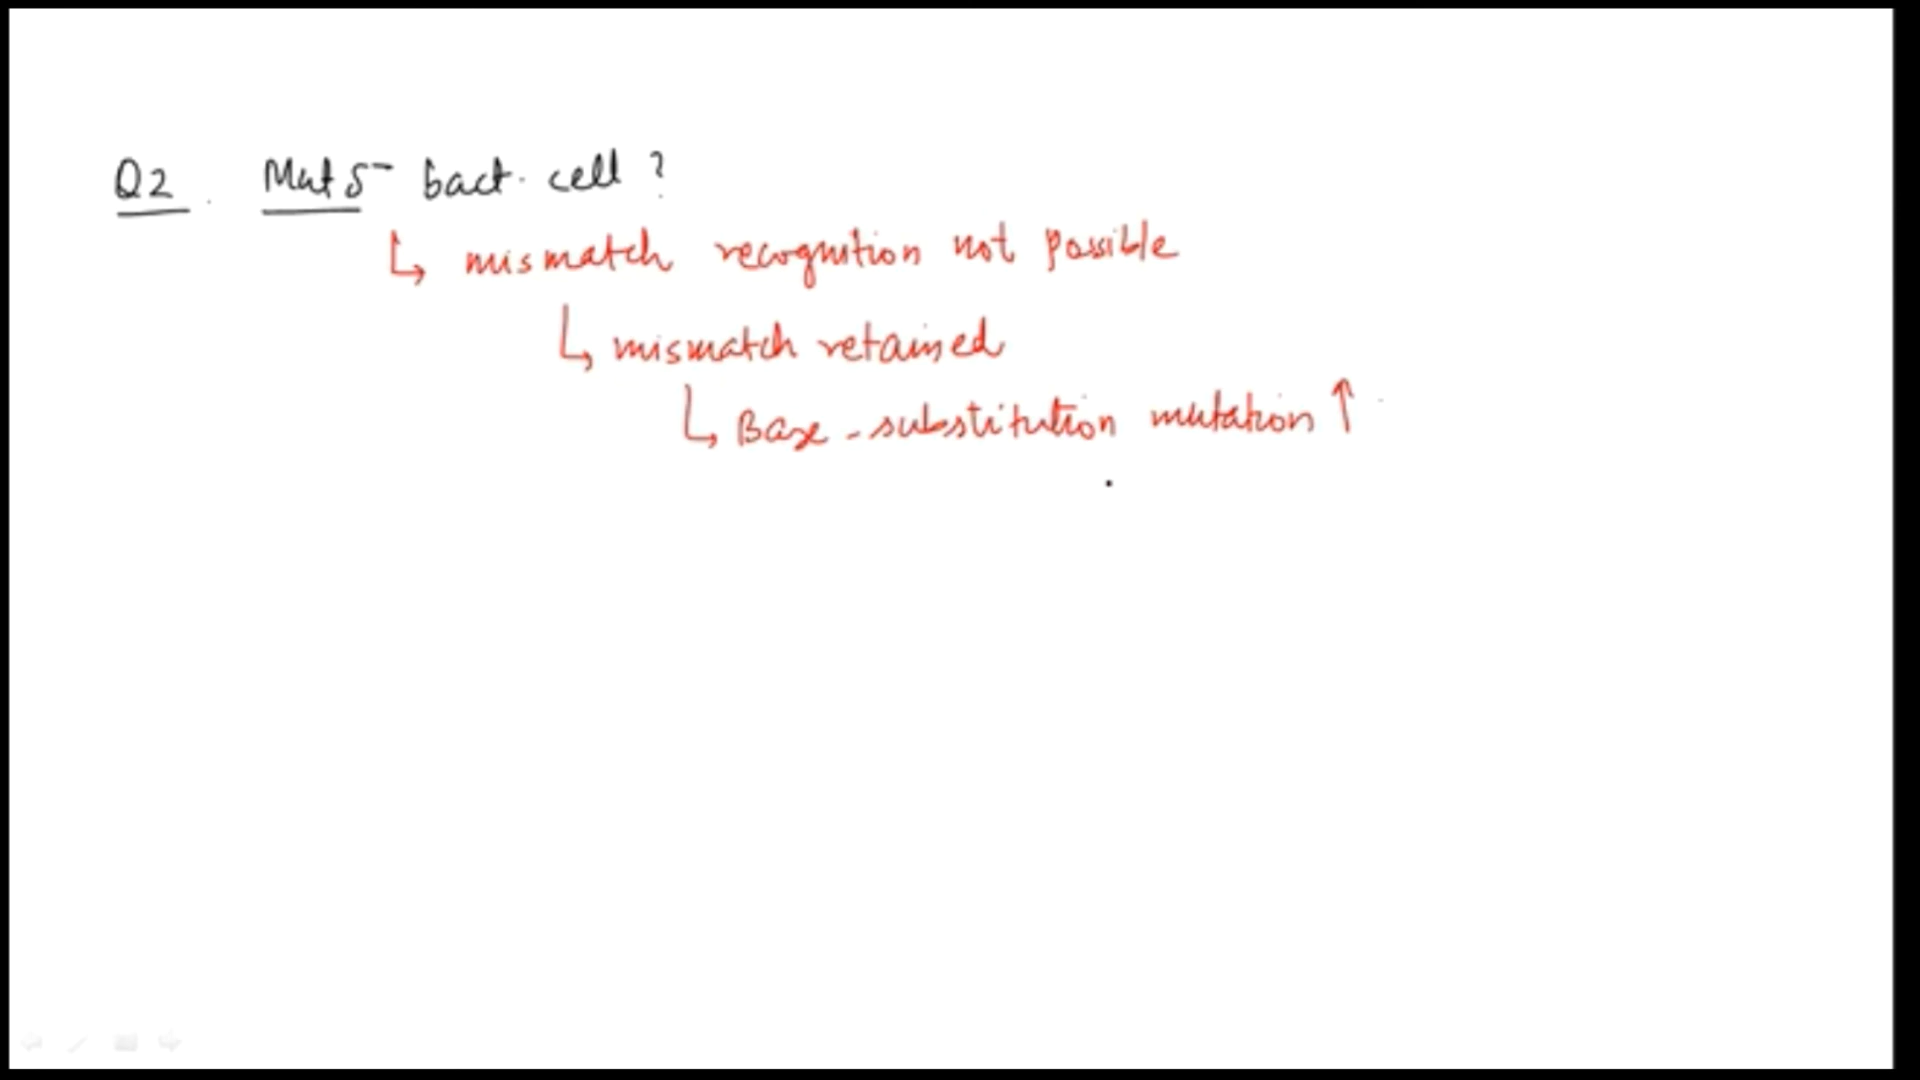 Q2. MutS⁻ bact. cell?
↳ mismatch recognition not possible
↳ mismatch retained
↳ Base-substitution mutation ↑